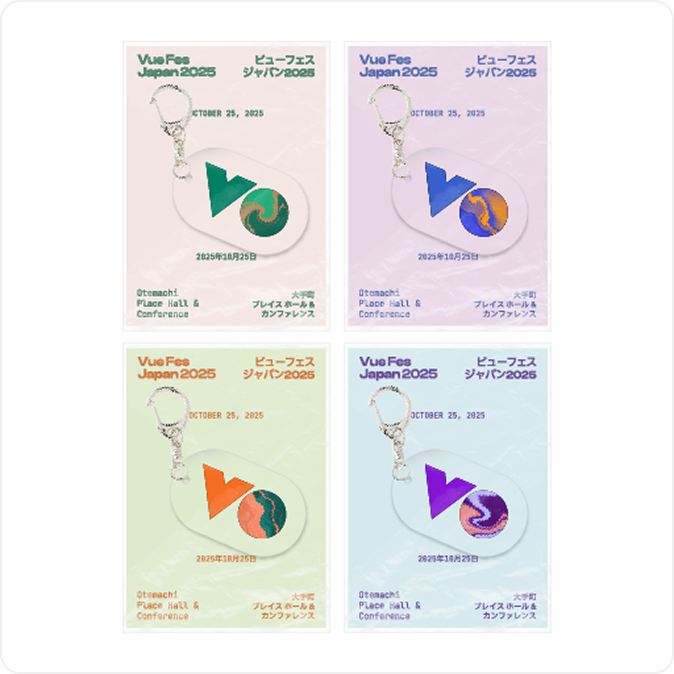 Vue Fes
Japan 2025
ビューフェス
ジャパン2025
OCTOBER 25, 2025
2025年10月25日
Otemachi
Place Hall &
Conference
大手町
プレイス ホール &
カンファレンス
Vue Fes
Japan 2025
ビューフェス
ジャパン2025
OCTOBER 25, 2025
2025年10月25日
Otemachi
Place Hall &
Conference
大手町
プレイス ホール &
カンファレンス
Vue Fes
Japan 2025
ビューフェス
ジャパン2025
OCTOBER 25, 2025
2025年10月25日
Otemachi
Place Hall &
Conference
大手町
プレイス ホール &
カンファレンス
Vue Fes
Japan 2025
ビューフェス
ジャパン2025
OCTOBER 25, 2025
2025年10月25日
Otemachi
Place Hall &
Conference
大手町
プレイス ホール &
カンファレンス